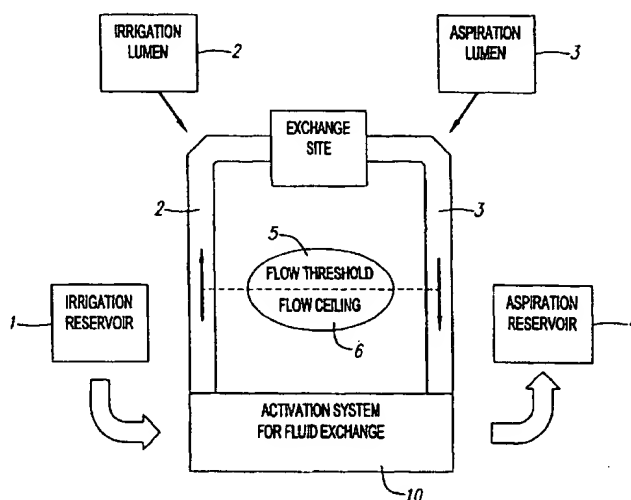 IRRIGATION
LUMEN
2
ASPIRATION
LUMEN
3
EXCHANGE
SITE
2
3
5
FLOW THRESHOLD
FLOW CEILING
6
1
IRRIGATION
RESERVOIR
ASPIRATION
RESERVOIR
ACTIVATION SYSTEM
FOR FLUID EXCHANGE
10